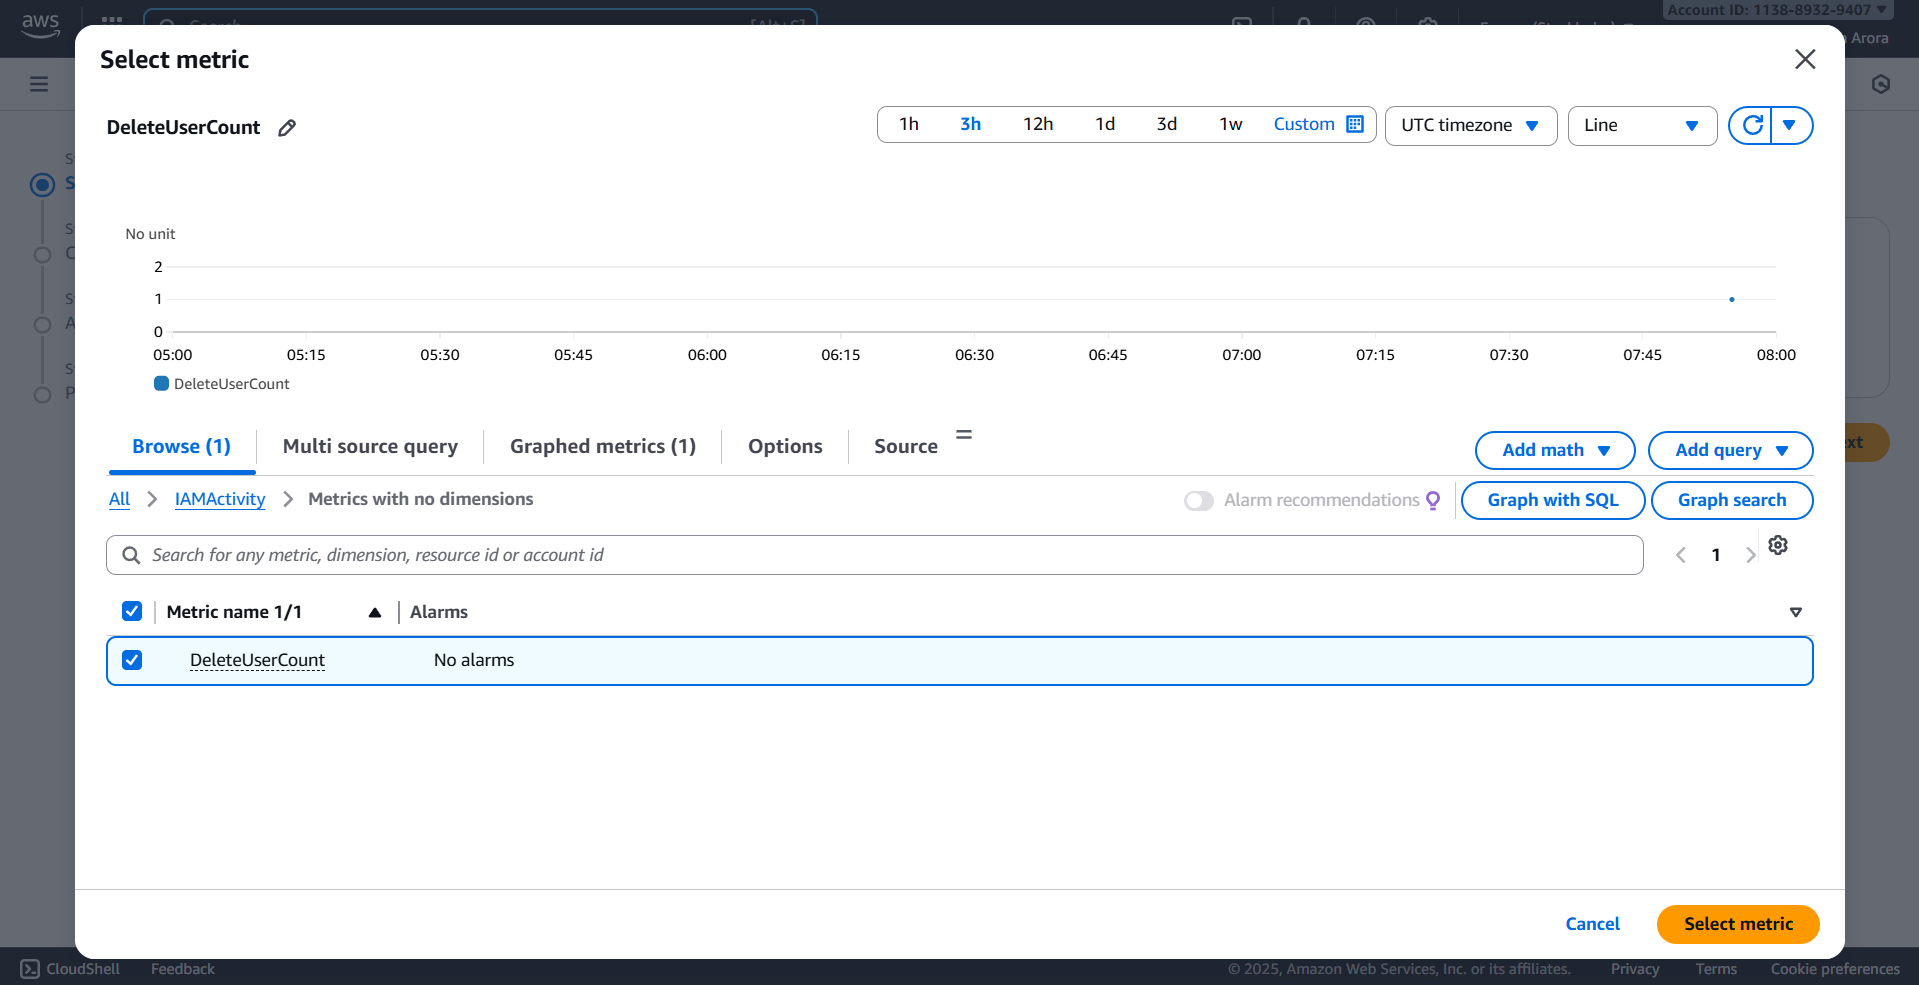 aws
Account ID: 1138-8932-9407
Arora
Select metric
DeleteUserCount
1h 3h 12h 1d 3d 1w Custom
UTC timezone
Line
No unit
2
1
0
05:00 05:15 05:30 05:45 06:00 06:15 06:30 06:45 07:00 07:15 07:30 07:45 08:00
DeleteUserCount
Browse (1) Multi source query Graphed metrics (1) Options Source
Add math Add query
All IAMActivity Metrics with no dimensions
Alarm recommendations Graph with SQL Graph search
Search for any metric, dimension, resource id or account id
1
Metric name 1/1 Alarms
DeleteUserCount No alarms
Cancel Select metric
CloudShell Feedback
© 2025, Amazon Web Services, Inc. or its affiliates. Privacy Terms Cookie preferences